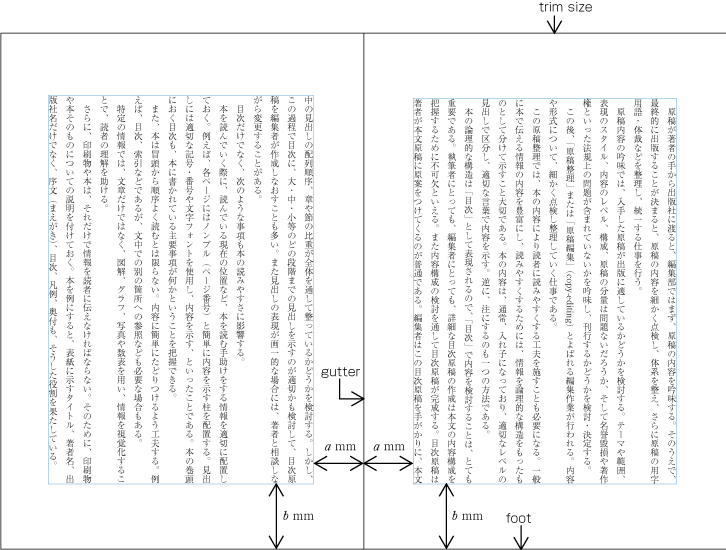 trim size
原稿が著者の手から出版社に渡ると、編集部ではまず、原稿の内容を吟味する。そのうえで、
最終的に出版することが決まると、原稿の内容を細かく点検し、体系を整え、さらに原稿の用字
用語・体裁などを整理し、統一する仕事を行う。
原稿内容の吟味では、入手した原稿が出版に適しているかどうかを検討する。テーマや範囲、
表現のスタイル、内容のレベル、構成、原稿の分量は問題ないだろうか、そして名誉毀損や著作
権といった法規上の問題が含まれていないかを吟味し、刊行するかどうかを検討・決定する。
この後、「原稿整理」または「原稿編集」(copy-editing)とよばれる編集作業が行われる。内容
や形式について、細かく点検し整理していく仕事である。
この原稿整理では、本の内容により読者に読みやすくする工夫を施すことも必要になる。一般
に本で伝える情報の内容を豊富にし、読みやすくするためには、情報を論理的な構造をもったも
のとして分けて示すこと大切である。本の内容は、通常、入れ子になっており、適切なレベルの
見出しで区分し、適切な言葉で内容を示す。逆に、注にするのも一つの方法である。
本の論理的な構造は「目次」として表現されるので、「目次」で内容を検討することは、とても
重要である。執筆者にとっても、編集者にとっても、詳細な目次原稿の作成は本文の内容構成を
把握するために不可欠といえる。また内容構成の検討を通して目次原稿が完成する。目次原稿は
著者が本文原稿に原案をつけてくるのが普通である。編集者はこの目次原稿を手がかりに、本文
中の見出しの配列順序、章や節の比重が全体を通して整っているかどうかを検討する。しかし、
この過程で目次に、大・中・小等のどの段階までの見出しを示すのが適切かも検討して、目次原
稿を編集者が作成しなおすことも多い。また見出しの表現が画一的な場合には、著者と相談しな
がら変更することがある。
目次だけでなく、次のような事項も本の読みやすさに影響する。
本を読んでいく際に、読んでいる現在の位置など、本を読む手助けをする情報を適切に配置し
ておく。例えば、各ページにはノンブル(ページ番号)と簡単に内容を示す柱を配置する。見出
しには適切な記号・番号や文字フォントを使用し、内容を示す、といったことである。本の巻頭
におく目次も、本に書かれている主要事項が何かということを把握できる。
また、本は冒頭から順序よく読むとは限らない。内容に簡単にたどりつけるよう工夫する。例
えば、目次、索引などであるが、文中での別の箇所への参照なども必要な場合もある。
特定の情報では、文章だけではなく、図解、グラフ、写真や数表を用い、情報を視覚化するこ
とで、読者の理解を助ける。
さらに、印刷物や本は、それだけで情報を読者に伝えなければならない。そのために、印刷物
や本そのものについての説明を付けておく。本を例にすると、表紙に示すタイトル、著者名、出
版社名だけでなく、序文(まえがき)、目次、凡例、奥付も、そうした役割を果たしている。
gutter
a mm
a mm
b mm
b mm
foot